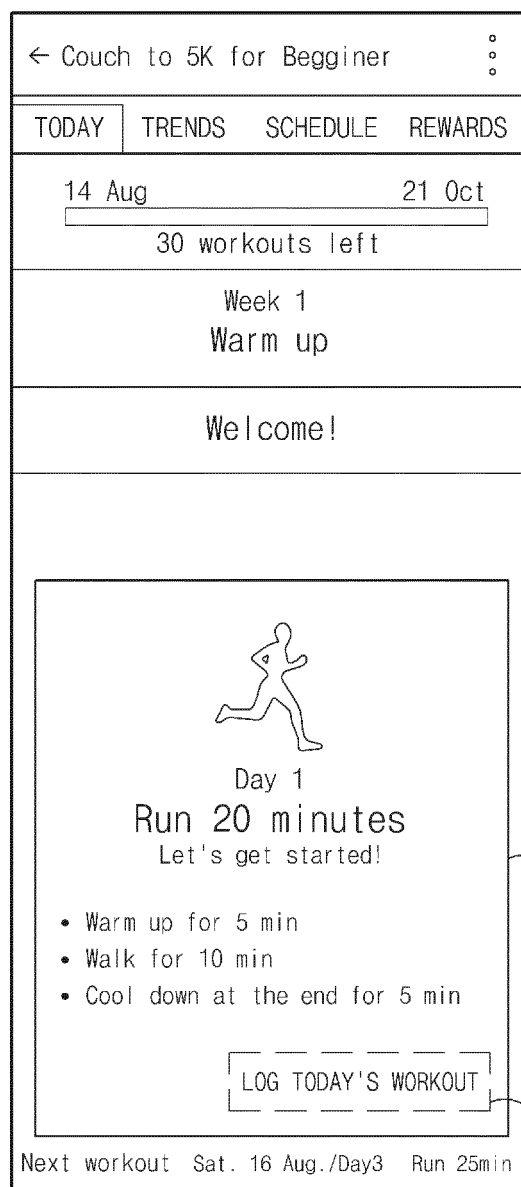 ← Couch to 5K for Begginer
TODAY TRENDS SCHEDULE REWARDS
14 Aug 21 Oct
30 workouts left
Week 1
Warm up
Welcome!
Day 1
Run 20 minutes
Let's get started!
• Warm up for 5 min
• Walk for 10 min
• Cool down at the end for 5 min
LOG TODAY'S WORKOUT
Next workout Sat. 16 Aug./Day3 Run 25min